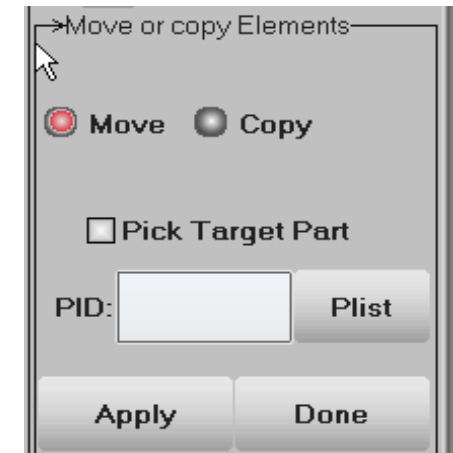 Move or copy Elements
Move Copy
Pick Target Part
PID: Plist
Apply Done